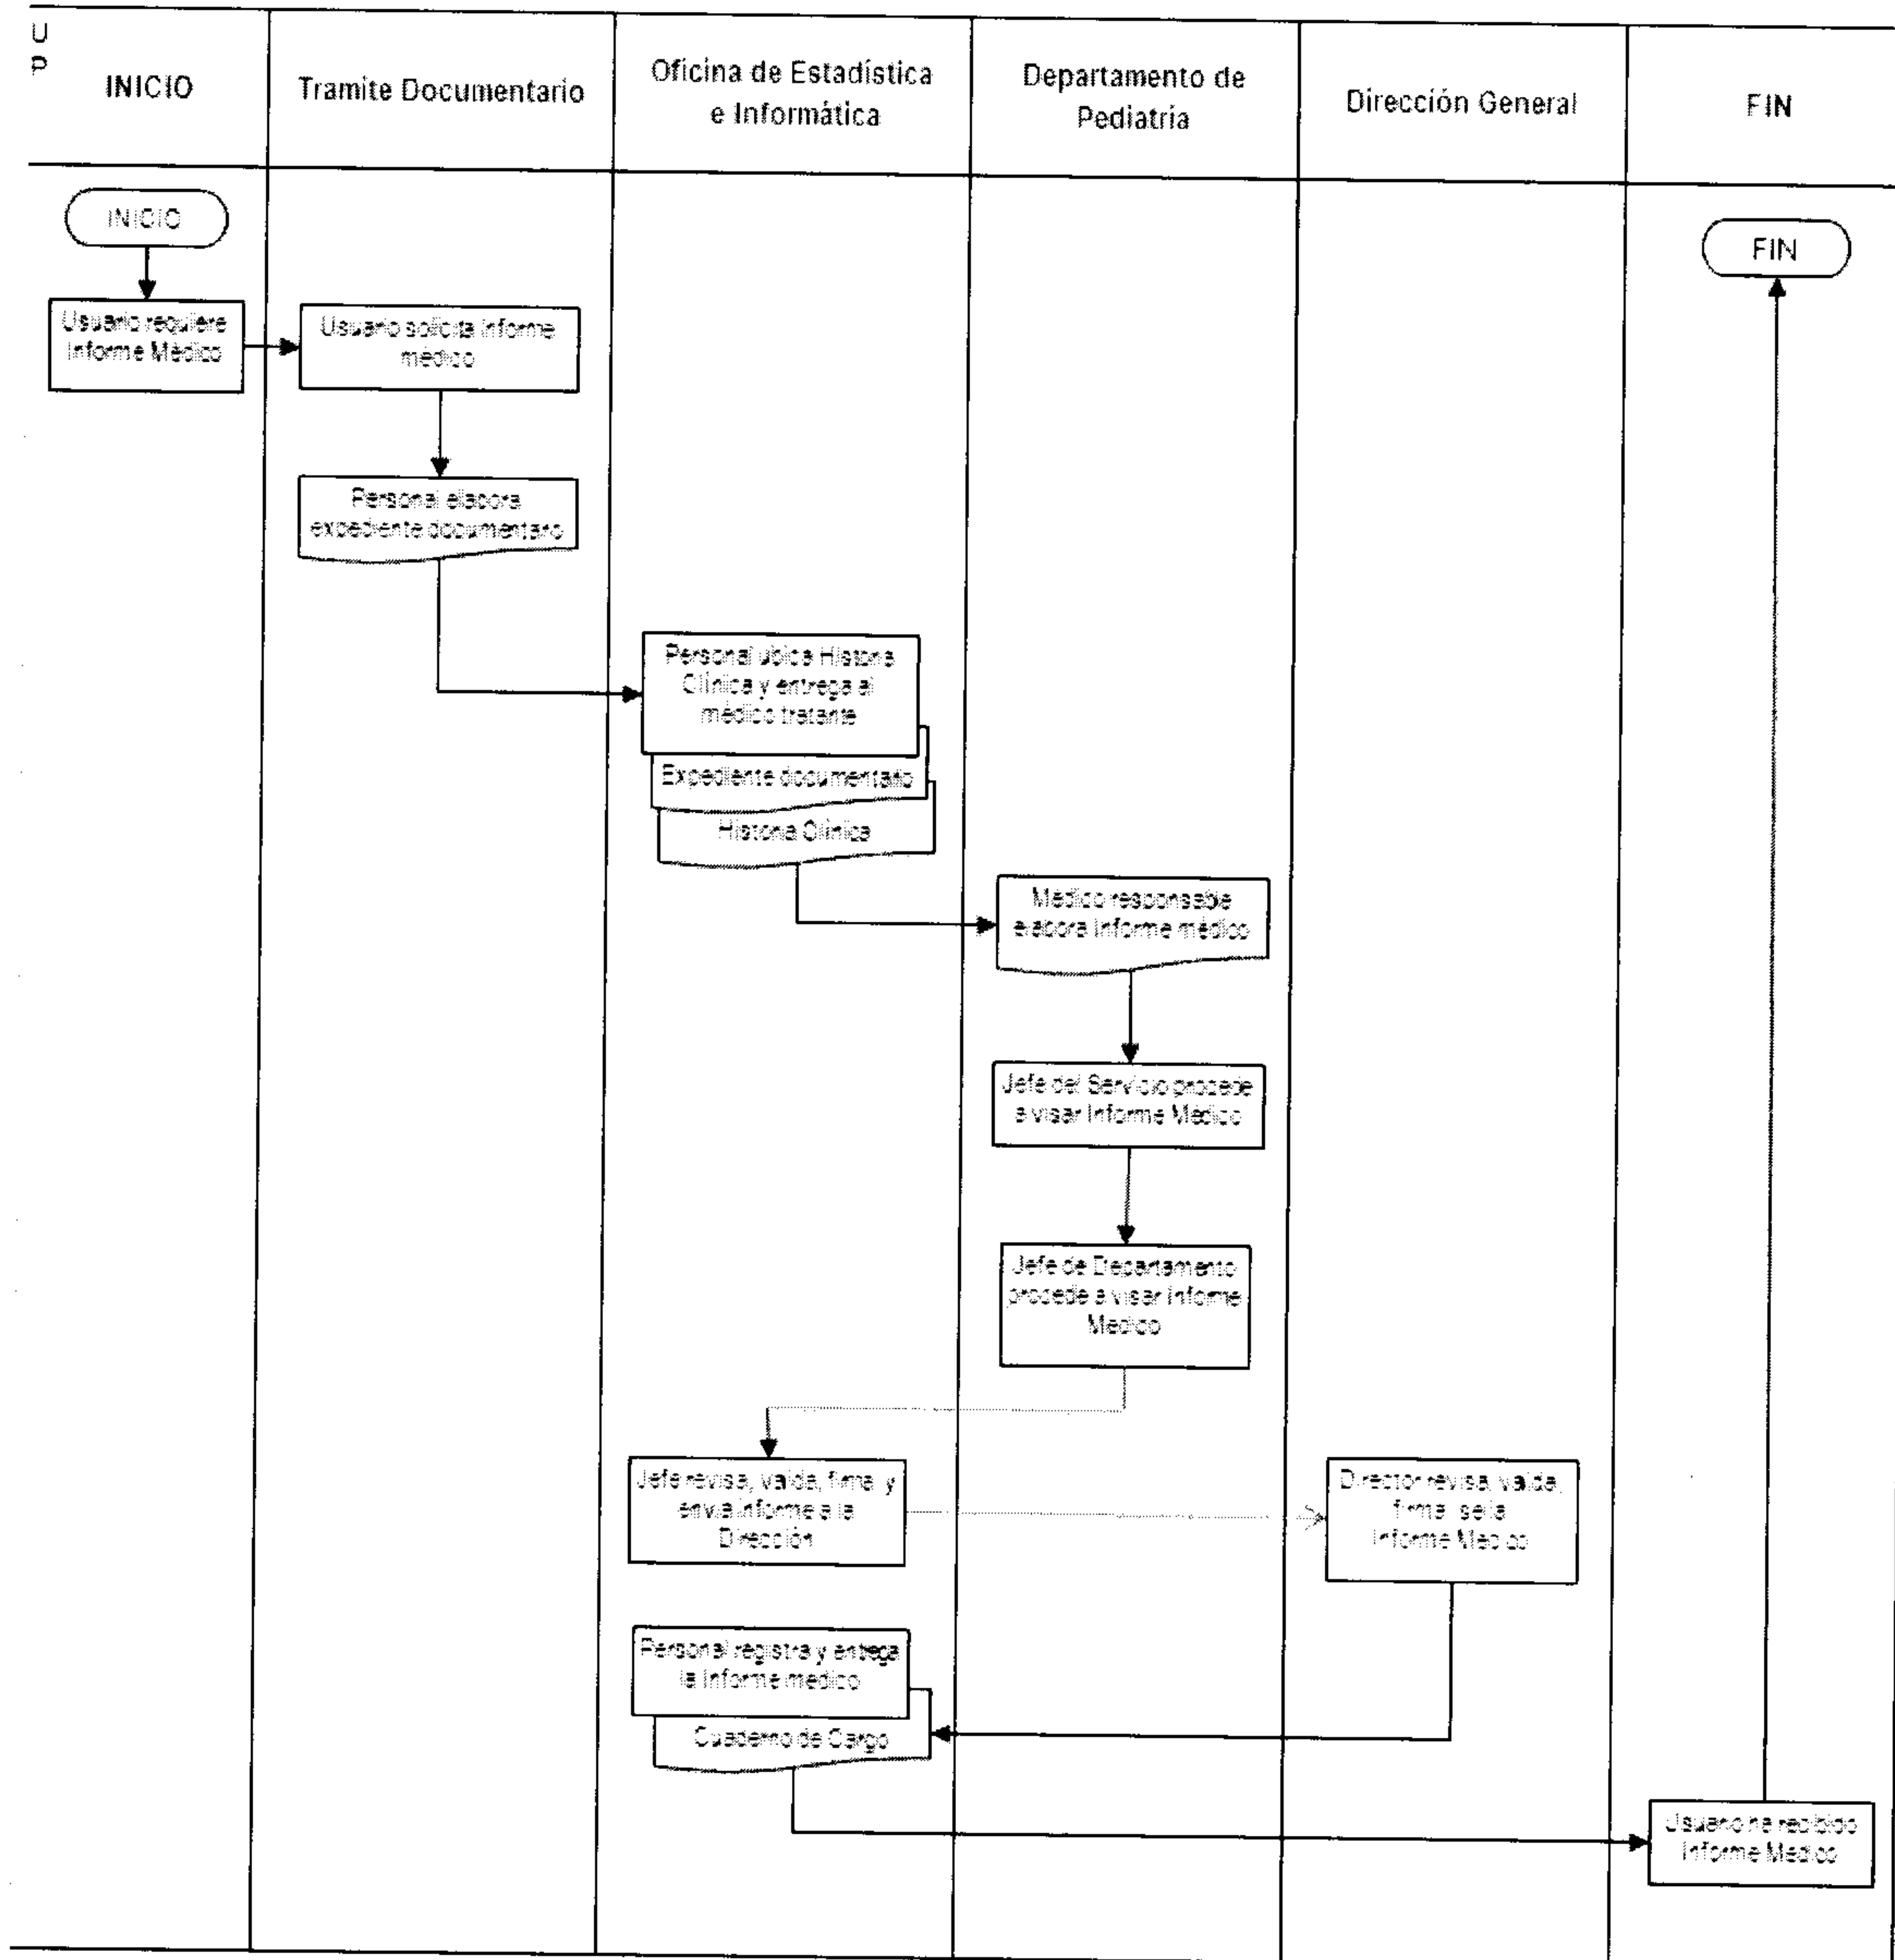 U
P
INICIO
Tramite Documentario
Oficina de Estadística
e Informática
Departamento de
Pediatría
Dirección General
FIN
INICIO
FIN
Usuario requiere
Informe Médico
Usuario solicita informe
médico
Personal elabora
expediente documentario
Personal ubica Historia
Clínica y entrega al
médico tratante
Expediente documentario
Historia Clínica
Médico responsable
elabora Informe médico
Jefe del Servicio procede
a visar Informe Médico
Jefe de Departamento
procede a visar Informe
Medico
Jefe revisa, valida, firma y
envia informe a la
Dirección
Director revisa, valida,
firma sella
Informe Medico
Personal registra y entrega
la Informe medico
Cuaderno de Cargo
Usuario ha recibido
Informe Medico